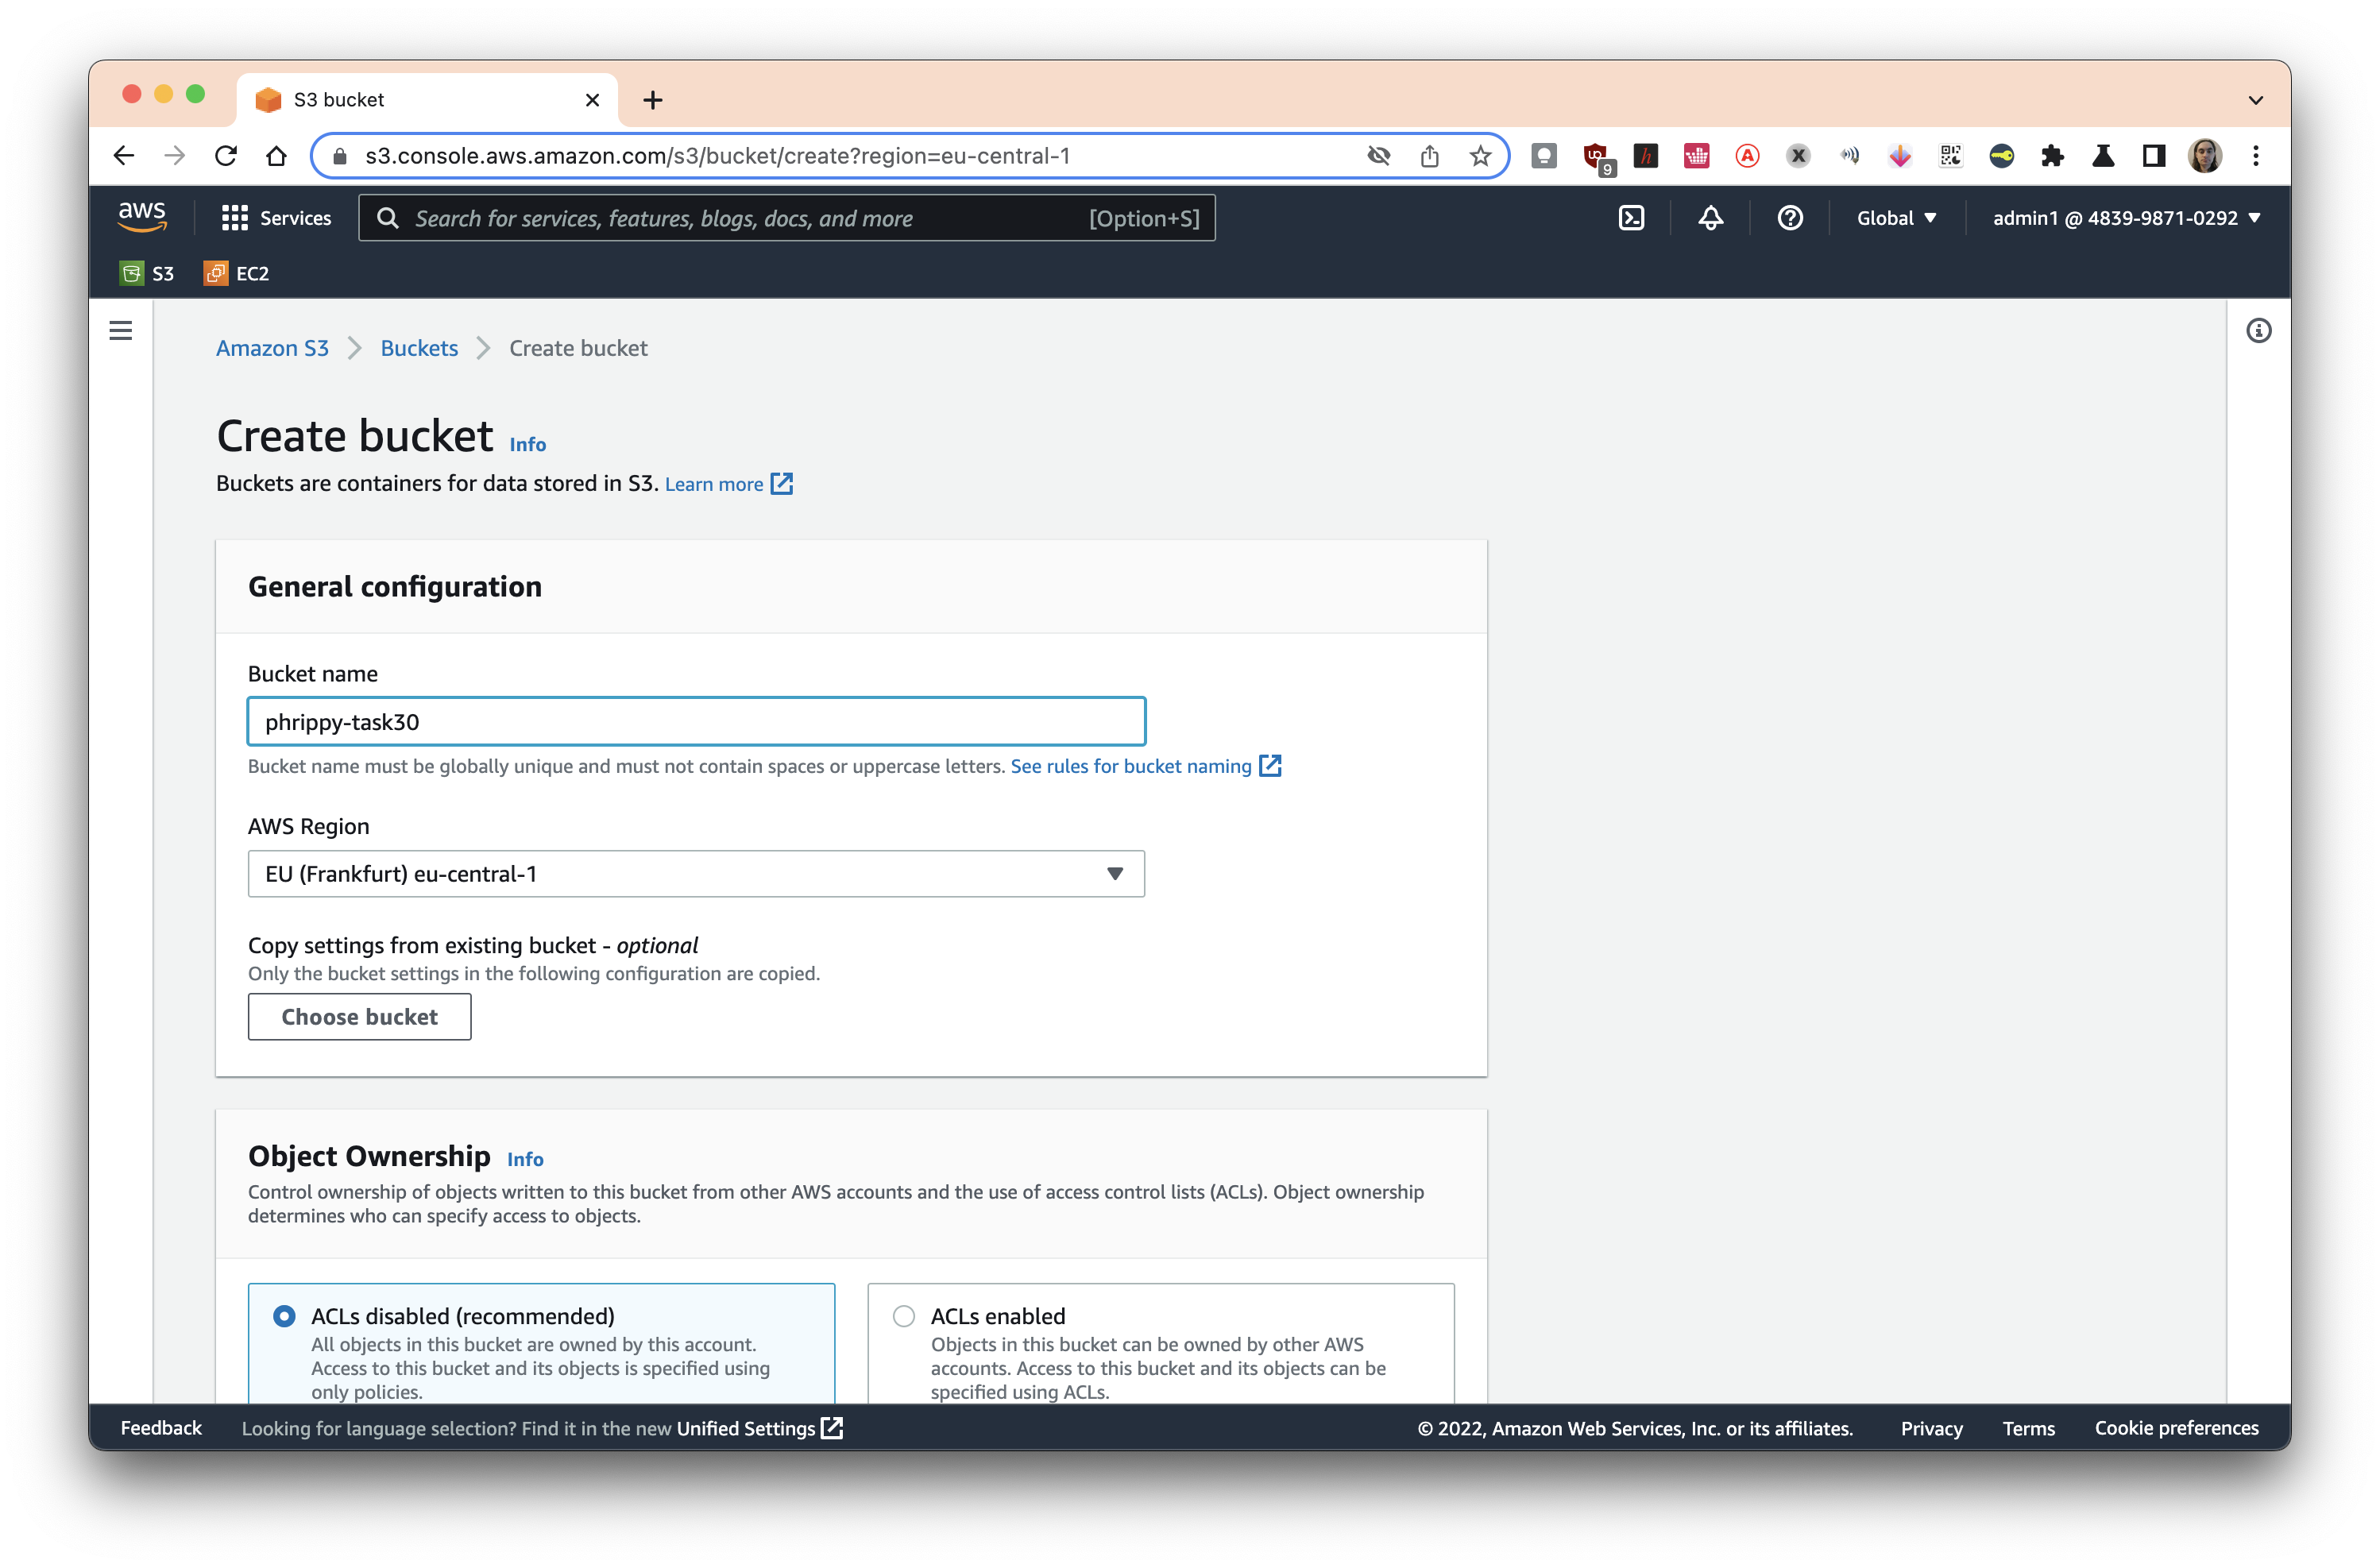 S3 bucket
s3.console.aws.amazon.com/s3/bucket/create?region=eu-central-1
9
aws
Services
Search for services, features, blogs, docs, and more
[Option+S]
Global
admin1 @ 4839-9871-0292
S3
EC2
Amazon S3
Buckets
Create bucket
Create bucket Info
Buckets are containers for data stored in S3. Learn more
General configuration
Bucket name
phrippy-task30
Bucket name must be globally unique and must not contain spaces or uppercase letters. See rules for bucket naming
AWS Region
EU (Frankfurt) eu-central-1
Copy settings from existing bucket - optional
Only the bucket settings in the following configuration are copied.
Choose bucket
Object Ownership Info
Control ownership of objects written to this bucket from other AWS accounts and the use of access control lists (ACLs). Object ownership
determines who can specify access to objects.
ACLs disabled (recommended)
All objects in this bucket are owned by this account.
Access to this bucket and its objects is specified using
only policies.
ACLs enabled
Objects in this bucket can be owned by other AWS
accounts. Access to this bucket and its objects can be
specified using ACLs.
Feedback
Looking for language selection? Find it in the new Unified Settings
© 2022, Amazon Web Services, Inc. or its affiliates.
Privacy
Terms
Cookie preferences